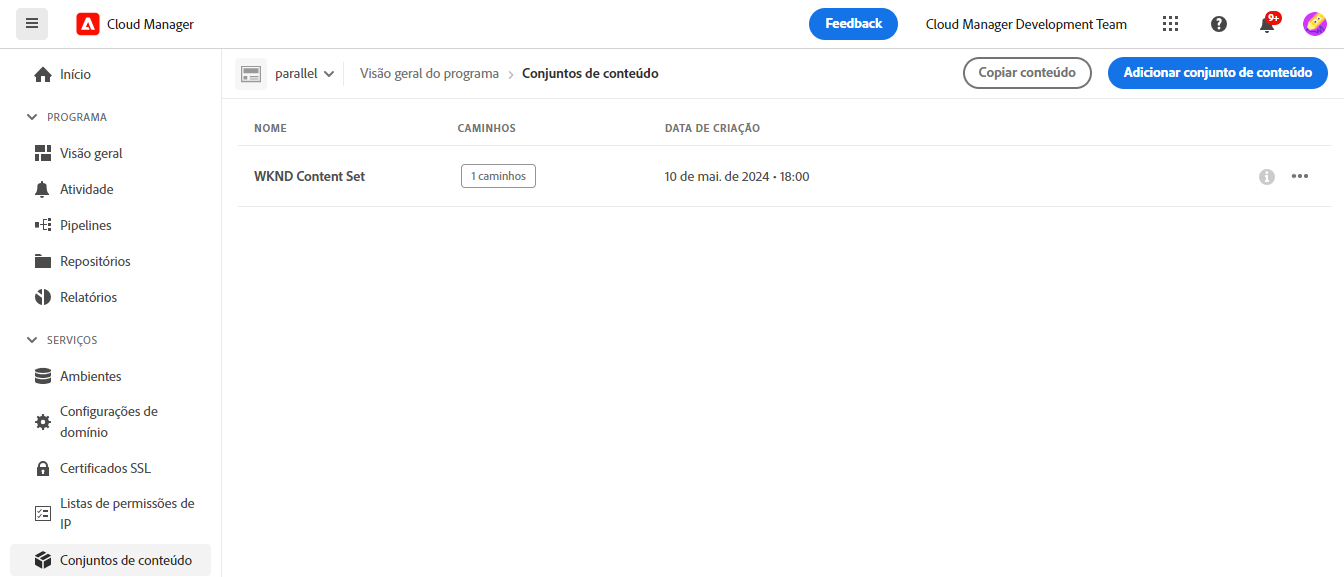 Cloud Manager
Feedback
Cloud Manager Development Team
9+
Início
PROGRAMA
Visão geral
Atividade
Pipelines
Repositórios
Relatórios
SERVIÇOS
Ambientes
Configurações de
domínio
Certificados SSL
Listas de permissões de
IP
Conjuntos de conteúdo
parallel
Visão geral do programa
Conjuntos de conteúdo
Copiar conteúdo
Adicionar conjunto de conteúdo
NOME
CAMINHOS
DATA DE CRIAÇÃO
WKND Content Set
1 caminhos
10 de mai. de 2024 • 18:00